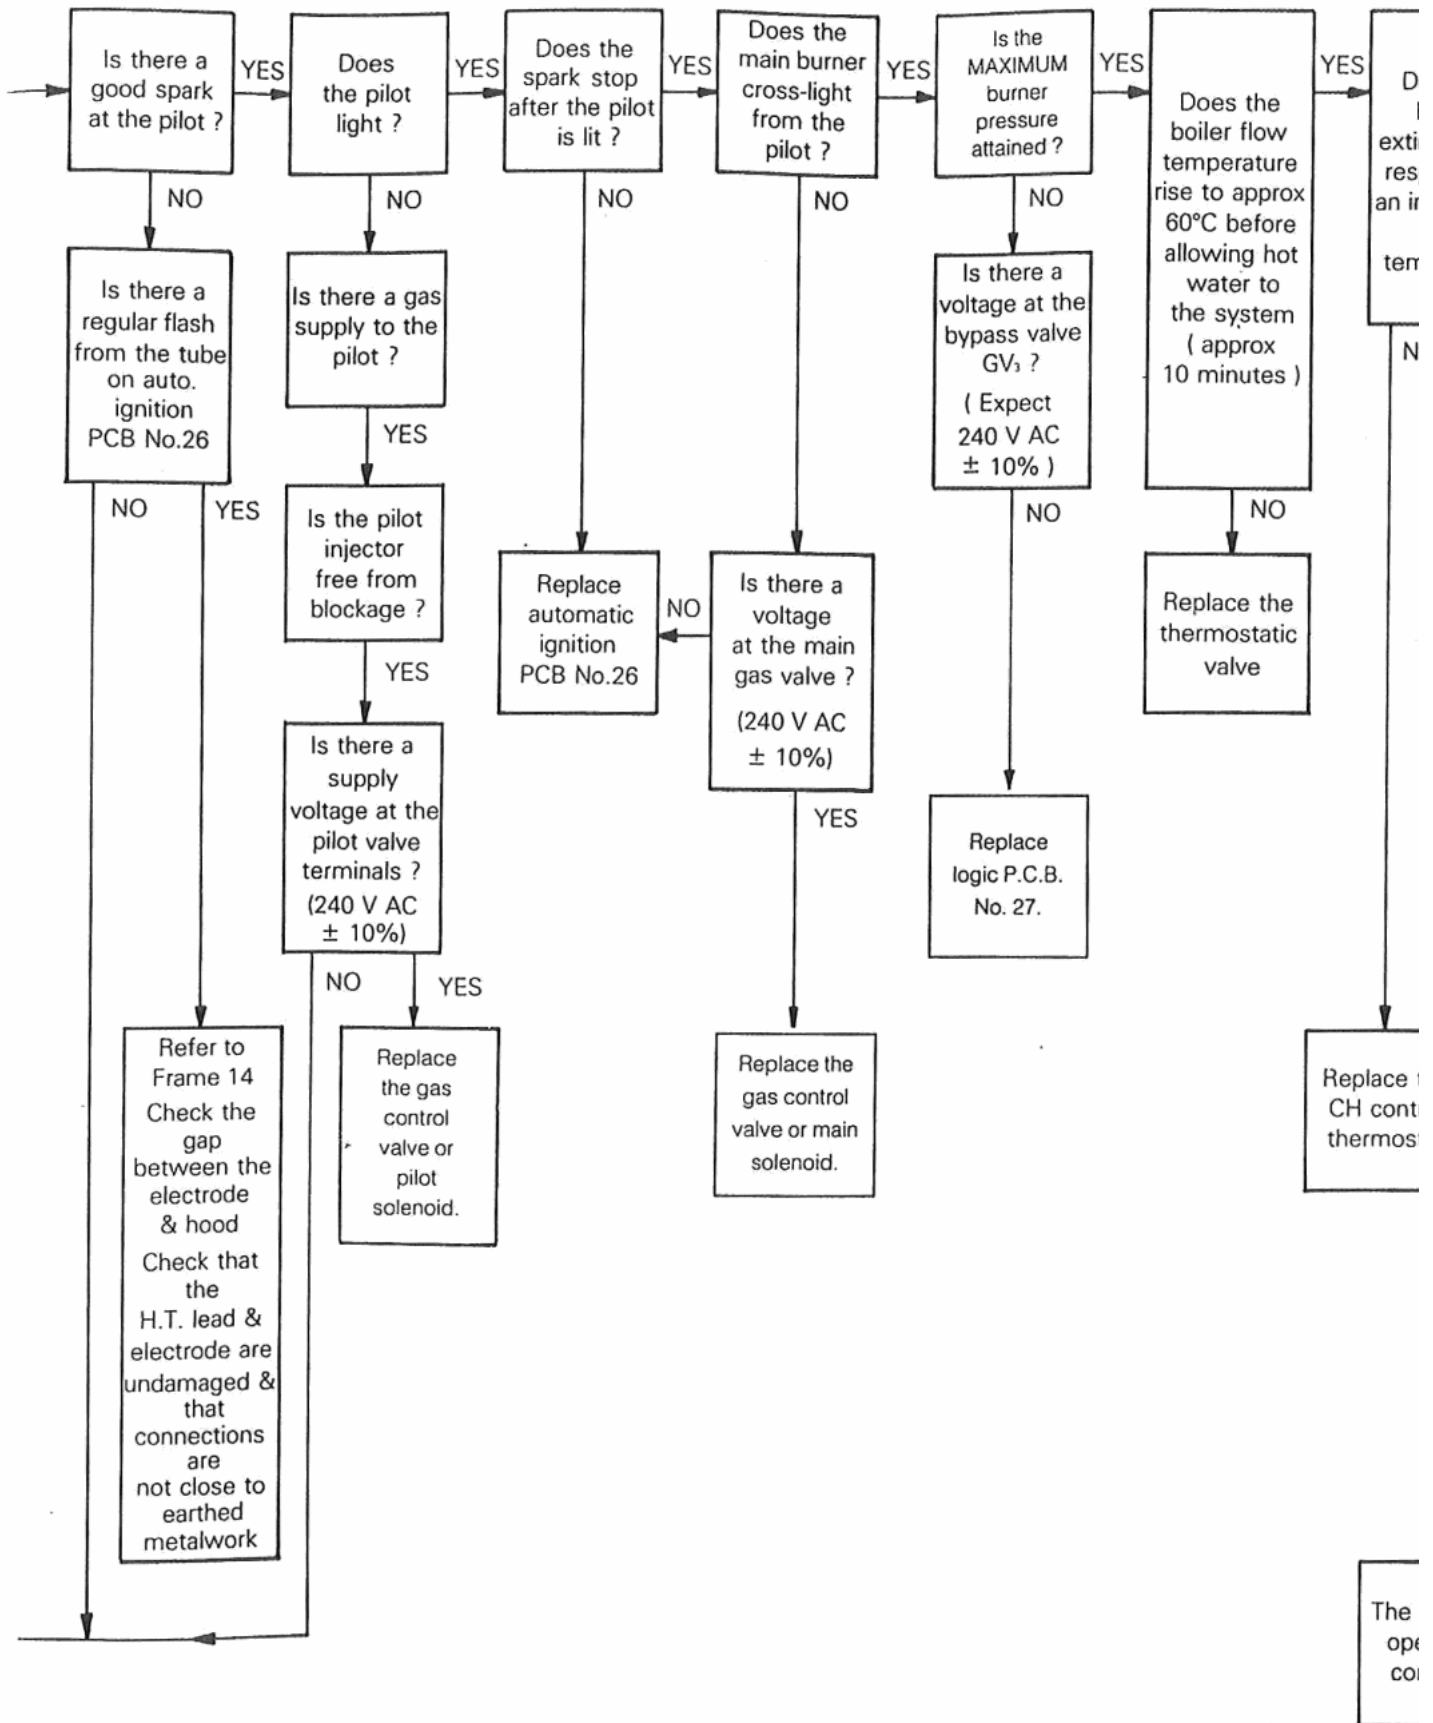 Is there a
good spark
at the pilot ?
YES
NO
Does
the pilot
light ?
YES
NO
Does the
spark stop
after the pilot
is lit ?
YES
NO
Does the
main burner
cross-light
from the
pilot ?
YES
NO
Is the
MAXIMUM
burner
pressure
attained ?
YES
NO
Does the
boiler flow
temperature
rise to approx
60°C before
allowing hot
water to
the system
( approx
10 minutes )
YES
NO
an
Is there a
regular flash
from the tube
on auto.
ignition
PCB No.26
NO
YES
Is there a gas
supply to the
pilot ?
YES
Is the pilot
injector
free from
blockage ?
YES
Is there a
supply
voltage at the
pilot valve
terminals ?
(240 V AC
± 10%)
NO
YES
Replace
automatic
ignition
PCB No.26
NO
Is there a
voltage
at the main
gas valve ?
(240 V AC
± 10%)
YES
Is there a
voltage at the
bypass valve
GV₃ ?
( Expect
240 V AC
± 10% )
NO
Replace
logic P.C.B.
No. 27.
Replace the
thermostatic
valve
Refer to
Frame 14
Check the
gap
between the
electrode
& hood
Check that
the
H.T. lead &
electrode are
undamaged &
that
connections
are
not close to
earthed
metalwork
Replace
the gas
control
valve or
pilot
solenoid.
Replace the
gas control
valve or main
solenoid.
Replace
CH
The